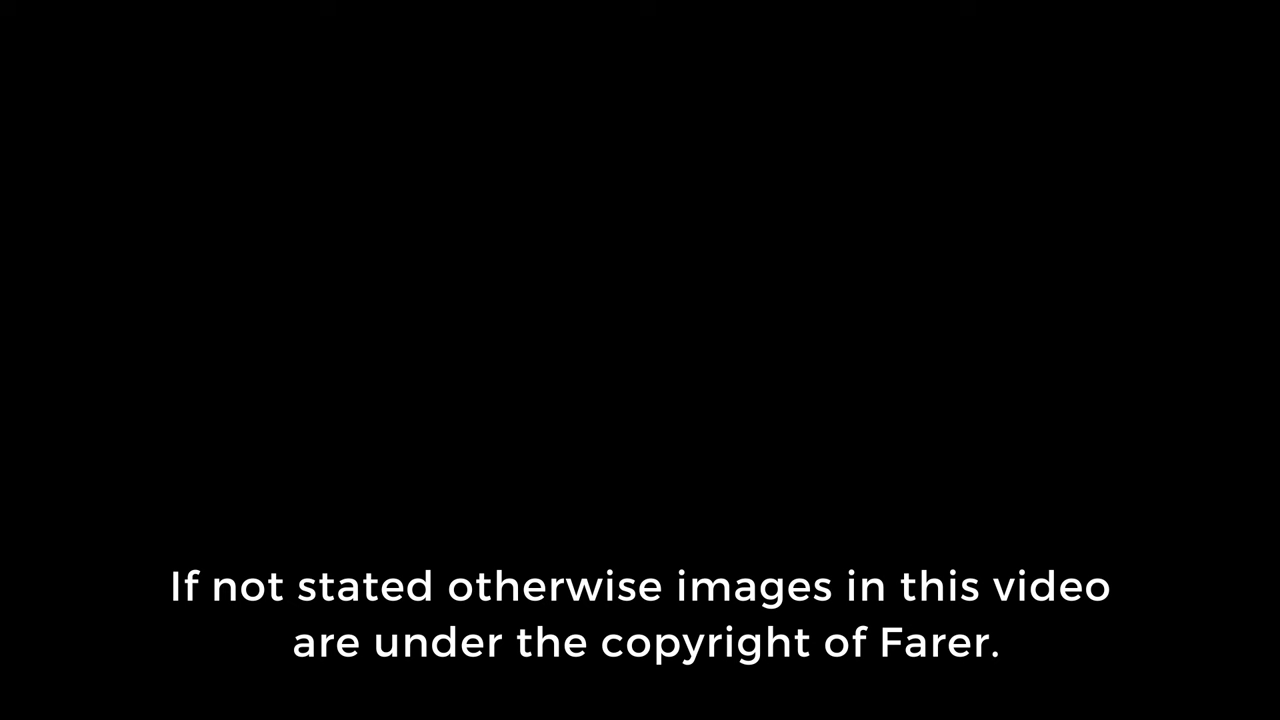 If not stated otherwise images in this video
are under the copyright of Farer.